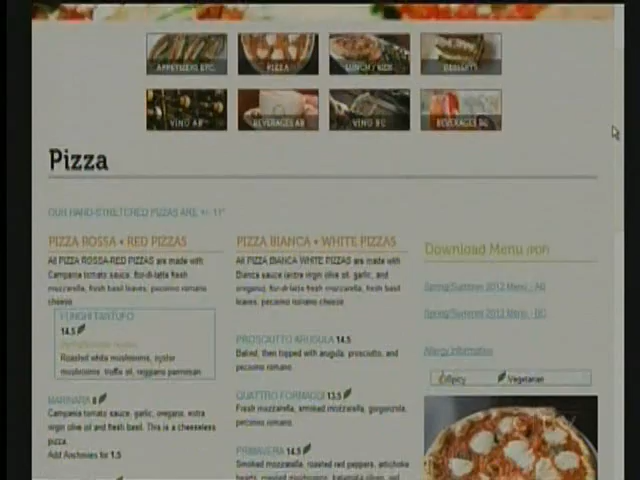 APPETIZERS ETC.
PIZZA
LUNCH / KIDS
DESSERTS
VINO AB
BEVERAGES AB
VINO BC
BEVERAGES BC
Pizza
OUR HAND-STRETCHED PIZZAS ARE +/- 11"
PIZZA ROSSA • RED PIZZAS
All PIZZA ROSSA-RED PIZZAS are made with
Campania tomato sauce, fior-di-latte fresh
mozzarella, fresh basil leaves, pecorino romano
cheese
FUNGHI TARTUFO
14.5
Roasted white mushrooms, oyster
mushrooms, truffle oil, reggiano parmesan
MARINARA 8
Campania tomato sauce, garlic, oregano, extra
virgin olive oil and fresh basil. This is a cheeseless
pizza.
Add Anchovies for 1.5
PIZZA BIANCA • WHITE PIZZAS
All PIZZA BIANCA WHITE PIZZAS are made with
Bianca sauce (extra virgin olive oil, garlic, and
oregano), fior-di-latte fresh mozzarella, fresh basil
leaves, pecorino romano cheese
PROSCIUTTO ARUGULA 14.5
Baked, then topped with arugula, prosciutto, and
pecorino romano
QUATTRO FORMAGGI 13.5
Fresh mozzarella, smoked mozzarella, gorgonzola,
pecorino romano
PRIMAVERA 14.5
Smoked mozzarella, roasted red peppers, artichoke
hearts, roasted mushrooms, kalamata olives, red
Download Menu
Spring/Summer 2012 Menu - AB
Spring/Summer 2012 Menu - BC
Allergy Information
Spicy
Vegetarian